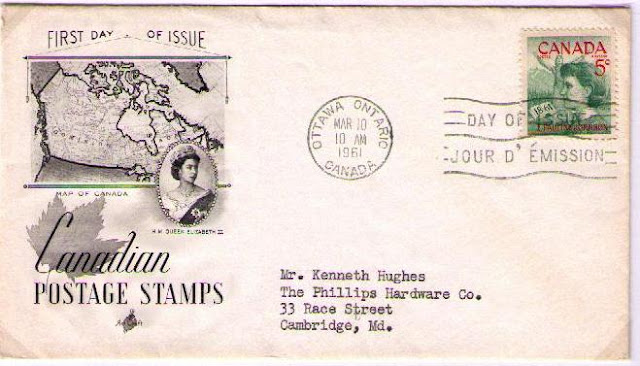 FIRST DAY OF ISSUE
MAP OF CANADA
H.M. QUEEN ELIZABETH II
Canadian
POSTAGE STAMPS
OTTAWA ONTARIO
MAR 10
10 AM
1961
CANADA
CANADA
5c
DAY OF
JOUR D'ÉMISSION
Mr. Kenneth Hughes
The Phillips Hardware Co.
33 Race Street
Cambridge, Md.